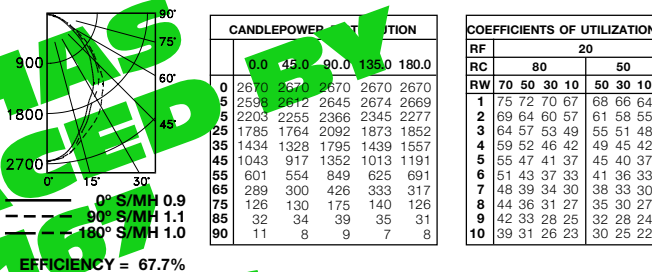 90°
75°
60°
45°
900
1800
2700
0° 15° 30°
0° S/MH 0.9
90° S/MH 1.1
180° S/MH 1.0
EFFICIENCY = 67.7%
CANDLEPOWER
0.0 45.0 90.0 135.0 180.0
0 2670 2670 2670 2670 2670
5 2598 2612 2645 2674 2669
5 2203 2255 2366 2345 2277
25 1785 1764 2092 1873 1852
35 1434 1328 1795 1439 1557
45 1043 917 1352 1013 1191
55 601 554 849 625 691
65 289 300 426 333 317
75 126 130 175 140 126
85 32 34 39 35 31
90 11 8 9 7 8
COEFFICIENTS OF UTILIZATION
RF 20
RC 80 50
RW 70 50 30 10 50 30 10
1 75 72 70 67 68 66 64
2 69 64 60 57 61 58 55
3 64 57 53 49 55 51 48
4 59 52 46 42 49 45 42
5 55 47 41 37 45 40 37
6 51 43 37 33 41 36 33
7 48 39 34 30 38 33 30
8 44 36 31 27 35 30 27
9 42 33 28 25 32 28 24
10 39 31 26 23 30 25 22
HAS
ACED BY